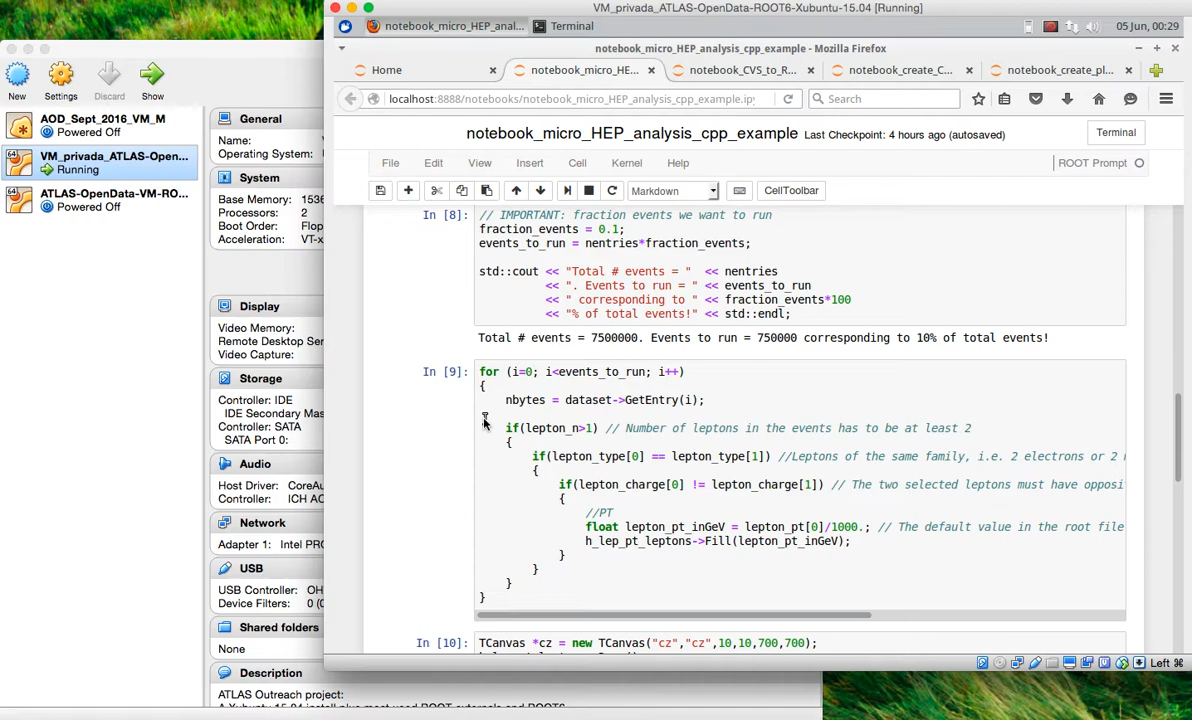 VM_privada_ATLAS-OpenData-ROOT6-Xubuntu-15.04 [Running]
notebook_micro_HEP_anal...
Terminal
05 Jun, 00:29
notebook_micro_HEP_analysis_cpp_example - Mozilla Firefox
Home
notebook_micro_HE...
notebook_CVS_to_R...
notebook_create_C...
notebook_create_pl...
localhost:8888/notebooks/notebook_micro_HEP_analysis_cpp_example.ipy
Search
notebook_micro_HEP_analysis_cpp_example Last Checkpoint: 4 hours ago (autosaved)
Terminal
File Edit View Insert Cell Kernel Help
ROOT Prompt
Markdown
CellToolbar
In [8]:
// IMPORTANT: fraction events we want to run
fraction_events = 0.1;
events_to_run = nentries*fraction_events;
std::cout << "Total # events = " << nentries
<< ". Events to run = " << events_to_run
<< " corresponding to " << fraction_events*100
<< "% of total events!" << std::endl;
Total # events = 7500000. Events to run = 750000 corresponding to 10% of total events!
In [9]:
for (i=0; i<events_to_run; i++)
{
nbytes = dataset->GetEntry(i);
if(lepton_n>1) // Number of leptons in the events has to be at least 2
{
if(lepton_type[0] == lepton_type[1]) //Leptons of the same family, i.e. 2 electrons or 2
{
if(lepton_charge[0] != lepton_charge[1]) // The two selected leptons must have opposi
{
//PT
float lepton_pt_inGeV = lepton_pt[0]/1000.; // The default value in the root file
h_lep_pt_leptons->Fill(lepton_pt_inGeV);
}
}
}
}
In [10]:
TCanvas *cz = new TCanvas("cz","cz",10,10,700,700);
Left ⌘
New
Settings
Discard
Show
AOD_Sept_2016_VM_M
Powered Off
VM_privada_ATLAS-Open...
Running
ATLAS-OpenData-VM-RO...
Powered Off
General
Name:
Operating System:
System
Base Memory: 1536
Processors: 2
Boot Order: Flop
Acceleration: VT-x
Display
Video Memory:
Remote Desktop Ser
Video Capture:
Storage
Controller: IDE
IDE Secondary Mas
Controller: SATA
SATA Port 0:
Audio
Host Driver: CoreAu
Controller: ICH AC
Network
Adapter 1: Intel PRO
USB
USB Controller: OH
Device Filters: 0 (0
Shared folders
None
Description
ATLAS Outreach project: